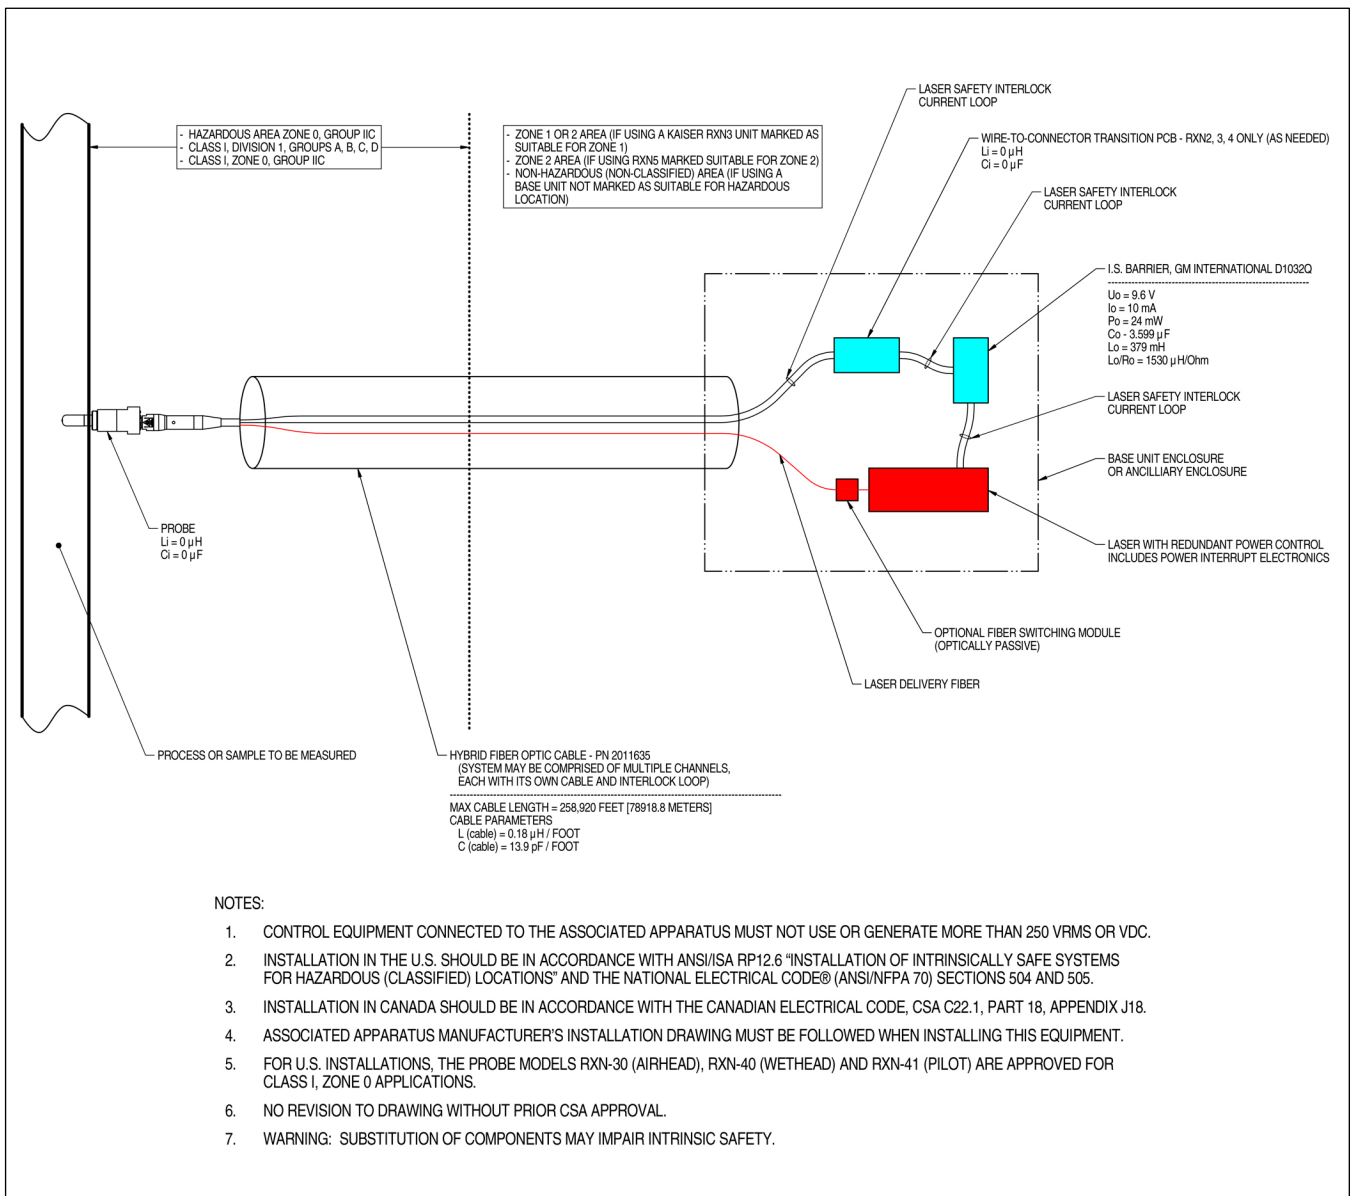 LASER SAFETY INTERLOCK
CURRENT LOOP
- HAZARDOUS AREA ZONE 0, GROUP IIC
- CLASS I, DIVISION 1, GROUPS A, B, C, D
- CLASS I, ZONE 0, GROUP IIC
- ZONE 1 OR 2 AREA (IF USING A KAISER RXN3 UNIT MARKED AS
SUITABLE FOR ZONE 1)
- ZONE 2 AREA (IF USING RXN5 MARKED SUITABLE FOR ZONE 2)
- NON-HAZARDOUS (NON-CLASSIFIED) AREA (IF USING A
BASE UNIT NOT MARKED AS SUITABLE FOR HAZARDOUS
LOCATION)
WIRE-TO-CONNECTOR TRANSITION PCB - RXN2, 3, 4 ONLY (AS NEEDED)
Li = 0 µH
Ci = 0 µF
LASER SAFETY INTERLOCK
CURRENT LOOP
I.S. BARRIER, GM INTERNATIONAL D1032Q
Uo = 9.6 V
Io = 10 mA
Po = 24 mW
Co - 3.599 µF
Lo = 379 mH
Lo/Ro = 1530 µH/Ohm
LASER SAFETY INTERLOCK
CURRENT LOOP
BASE UNIT ENCLOSURE
OR ANCILLIARY ENCLOSURE
PROBE
Li = 0 µH
Ci = 0 µF
LASER WITH REDUNDANT POWER CONTROL
INCLUDES POWER INTERRUPT ELECTRONICS
OPTIONAL FIBER SWITCHING MODULE
(OPTICALLY PASSIVE)
LASER DELIVERY FIBER
PROCESS OR SAMPLE TO BE MEASURED
HYBRID FIBER OPTIC CABLE - PN 2011635
(SYSTEM MAY BE COMPRISED OF MULTIPLE CHANNELS,
EACH WITH ITS OWN CABLE AND INTERLOCK LOOP)
MAX CABLE LENGTH = 258,920 FEET [78918.8 METERS]
CABLE PARAMETERS
L (cable) = 0.18 µH / FOOT
C (cable) = 13.9 pF / FOOT
NOTES:
1. CONTROL EQUIPMENT CONNECTED TO THE ASSOCIATED APPARATUS MUST NOT USE OR GENERATE MORE THAN 250 VRMS OR VDC.
2. INSTALLATION IN THE U.S. SHOULD BE IN ACCORDANCE WITH ANSI/ISA RP12.6 “INSTALLATION OF INTRINSICALLY SAFE SYSTEMS
FOR HAZARDOUS (CLASSIFIED) LOCATIONS” AND THE NATIONAL ELECTRICAL CODE® (ANSI/NFPA 70) SECTIONS 504 AND 505.
3. INSTALLATION IN CANADA SHOULD BE IN ACCORDANCE WITH THE CANADIAN ELECTRICAL CODE, CSA C22.1, PART 18, APPENDIX J18.
4. ASSOCIATED APPARATUS MANUFACTURER'S INSTALLATION DRAWING MUST BE FOLLOWED WHEN INSTALLING THIS EQUIPMENT.
5. FOR U.S. INSTALLATIONS, THE PROBE MODELS RXN-30 (AIRHEAD), RXN-40 (WETHEAD) AND RXN-41 (PILOT) ARE APPROVED FOR
CLASS I, ZONE 0 APPLICATIONS.
6. NO REVISION TO DRAWING WITHOUT PRIOR CSA APPROVAL.
7. WARNING: SUBSTITUTION OF COMPONENTS MAY IMPAIR INTRINSIC SAFETY.